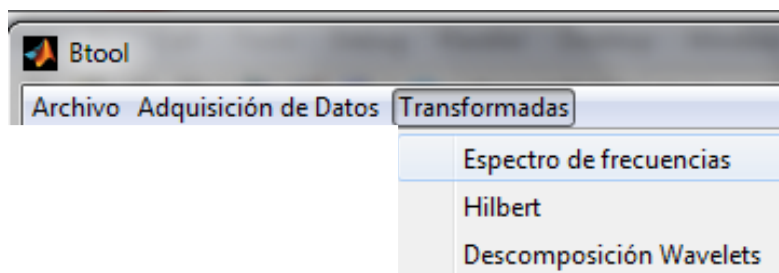 Btool
Archivo Adquisición de Datos Transformadas
Espectro de frecuencias
Hilbert
Descomposición Wavelets